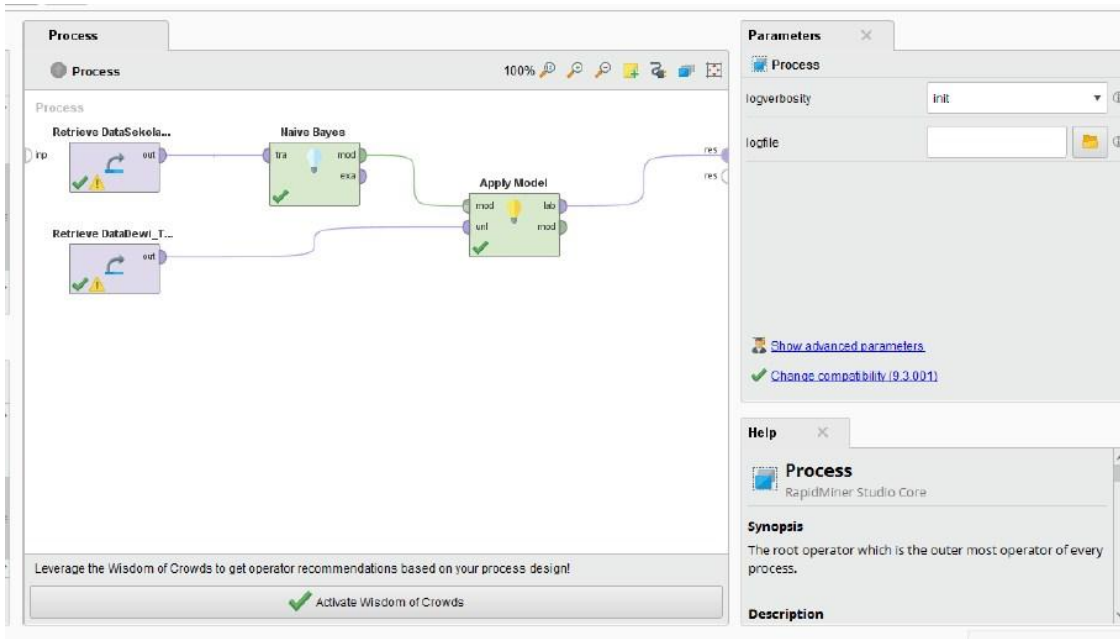 Process
Process
100%
Process
Retrieve DataSekola...
inp
out
Naive Bayes
tra
mod
exa
Apply Model
mod
lab
unl
mod
res
res
Retrieve DataDewi_T...
out
Leverage the Wisdom of Crowds to get operator recommendations based on your process design!
Activate Wisdom of Crowds
Parameters
Process
logverbosity
init
logfile
Show advanced parameters
Change compatibility (9.3.001)
Help
Process
RapidMiner Studio Core
Synopsis
The root operator which is the outer most operator of every
process.
Description